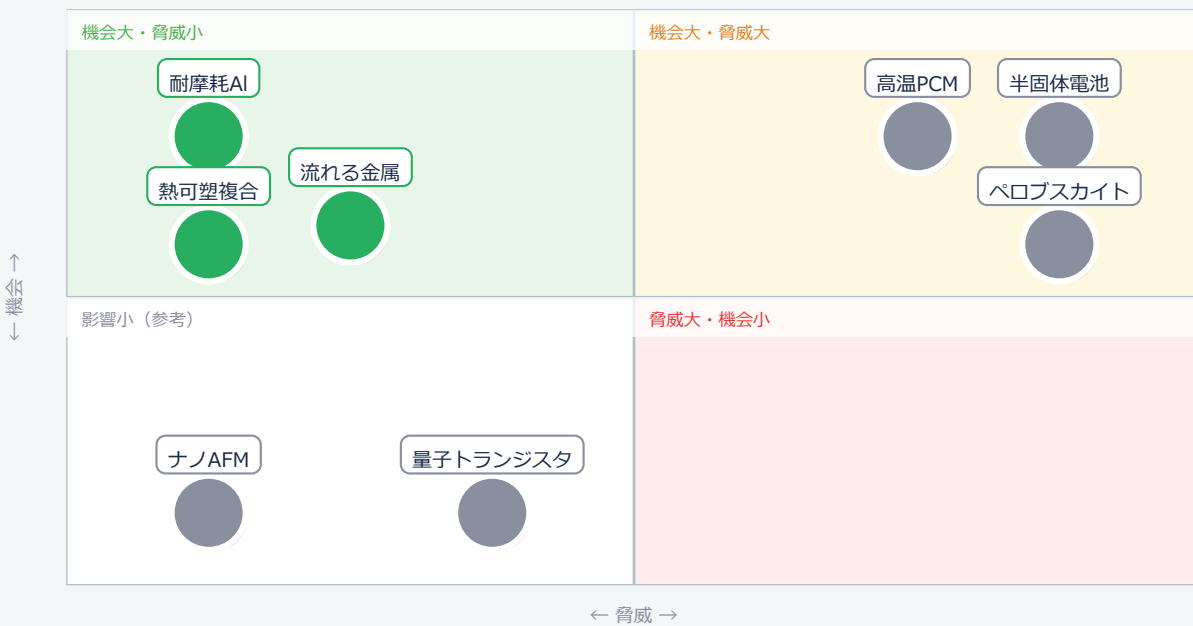 機会大・脅威小
機会大・脅威大
耐摩耗Al
高温PCM
半固体電池
流れる金属
熱可塑複合
ペロブスカイト
← 機会 →
影響小（参考）
脅威大・機会小
ナノAFM
量子トランジスタ
← 脅威 →